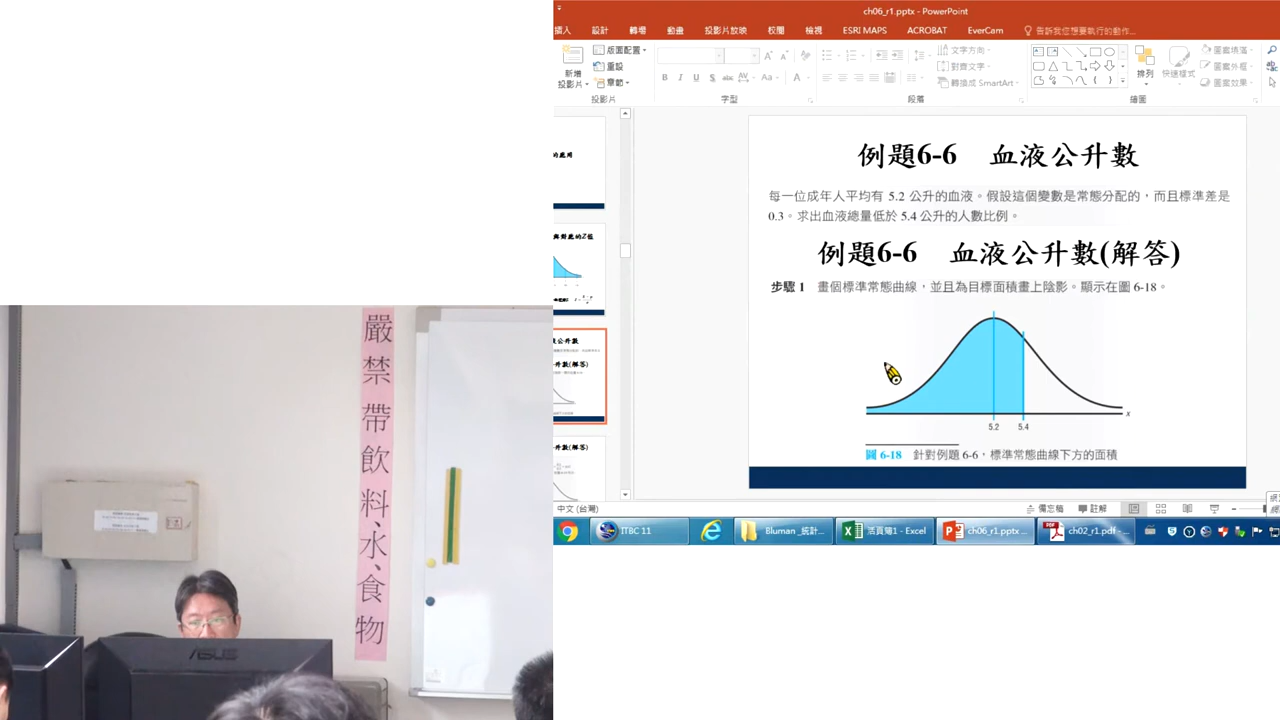 ch06_r1.pptx - PowerPoint
插入 設計 轉場 動畫 投影片放映 校閱 檢視 ESRI MAPS ACROBAT EverCam 告訴我您想要執行的動作...
版面配置
重設
章節
新增
投影片
投影片
字型
文字方向
對齊文字
轉換成 SmartArt
段落
排列
快速樣式
圖案填滿
圖案外框
圖案效果
繪圖
例題6-6 血液公升數
每一位成年人平均有 5.2 公升的血液。假設這個變數是常態分配的，而且標準差是
0.3。求出血液總量低於 5.4 公升的人數比例。
例題6-6 血液公升數(解答)
步驟 1 畫個標準常態曲線，並且為目標面積畫上陰影。顯示在圖 6-18。
x
5.2 5.4
圖 6-18 針對例題 6-6，標準常態曲線下方的面積
中文 (台灣)
備忘稿 註解
ITBC 11
Bluman _統計...
活頁簿1 - Excel
ch06_r1.pptx ...
ch02_r1.pdf - ...
嚴禁帶飲料、水、食物
ASUS